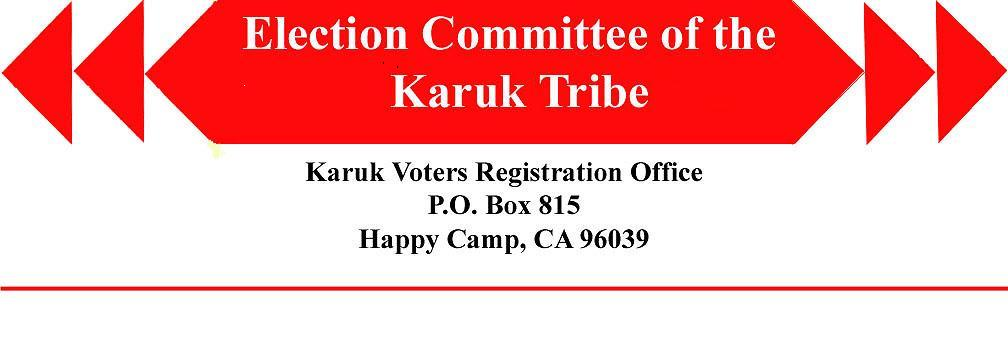 Election Committee of the
Karuk Tribe
Karuk Voters Registration Office
P.O. Box 815
Happy Camp, CA 96039